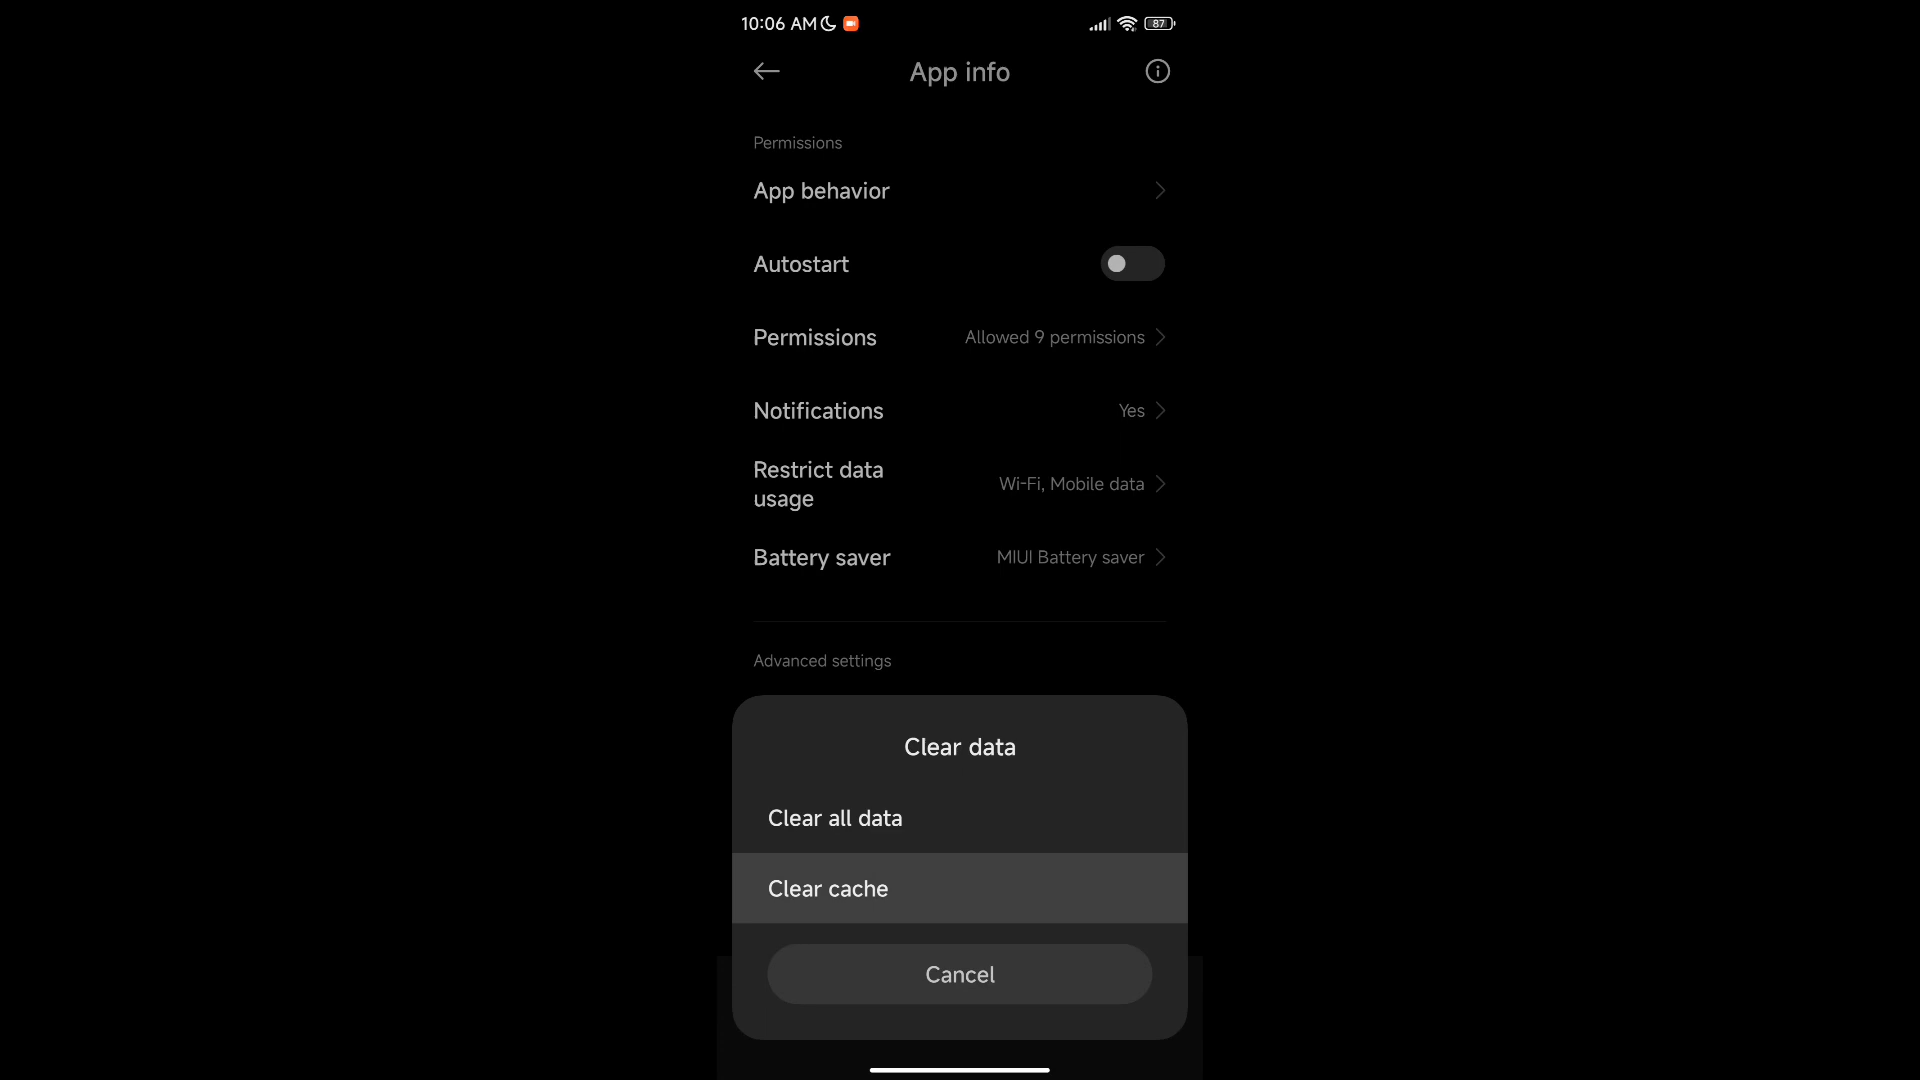 10:06 AM
87
App info
Permissions
App behavior
Autostart
Permissions Allowed 9 permissions
Notifications Yes
Restrict data
usage
Wi-Fi, Mobile data
Battery saver MIUI Battery saver
Advanced settings
Clear data
Clear all data
Clear cache
Cancel